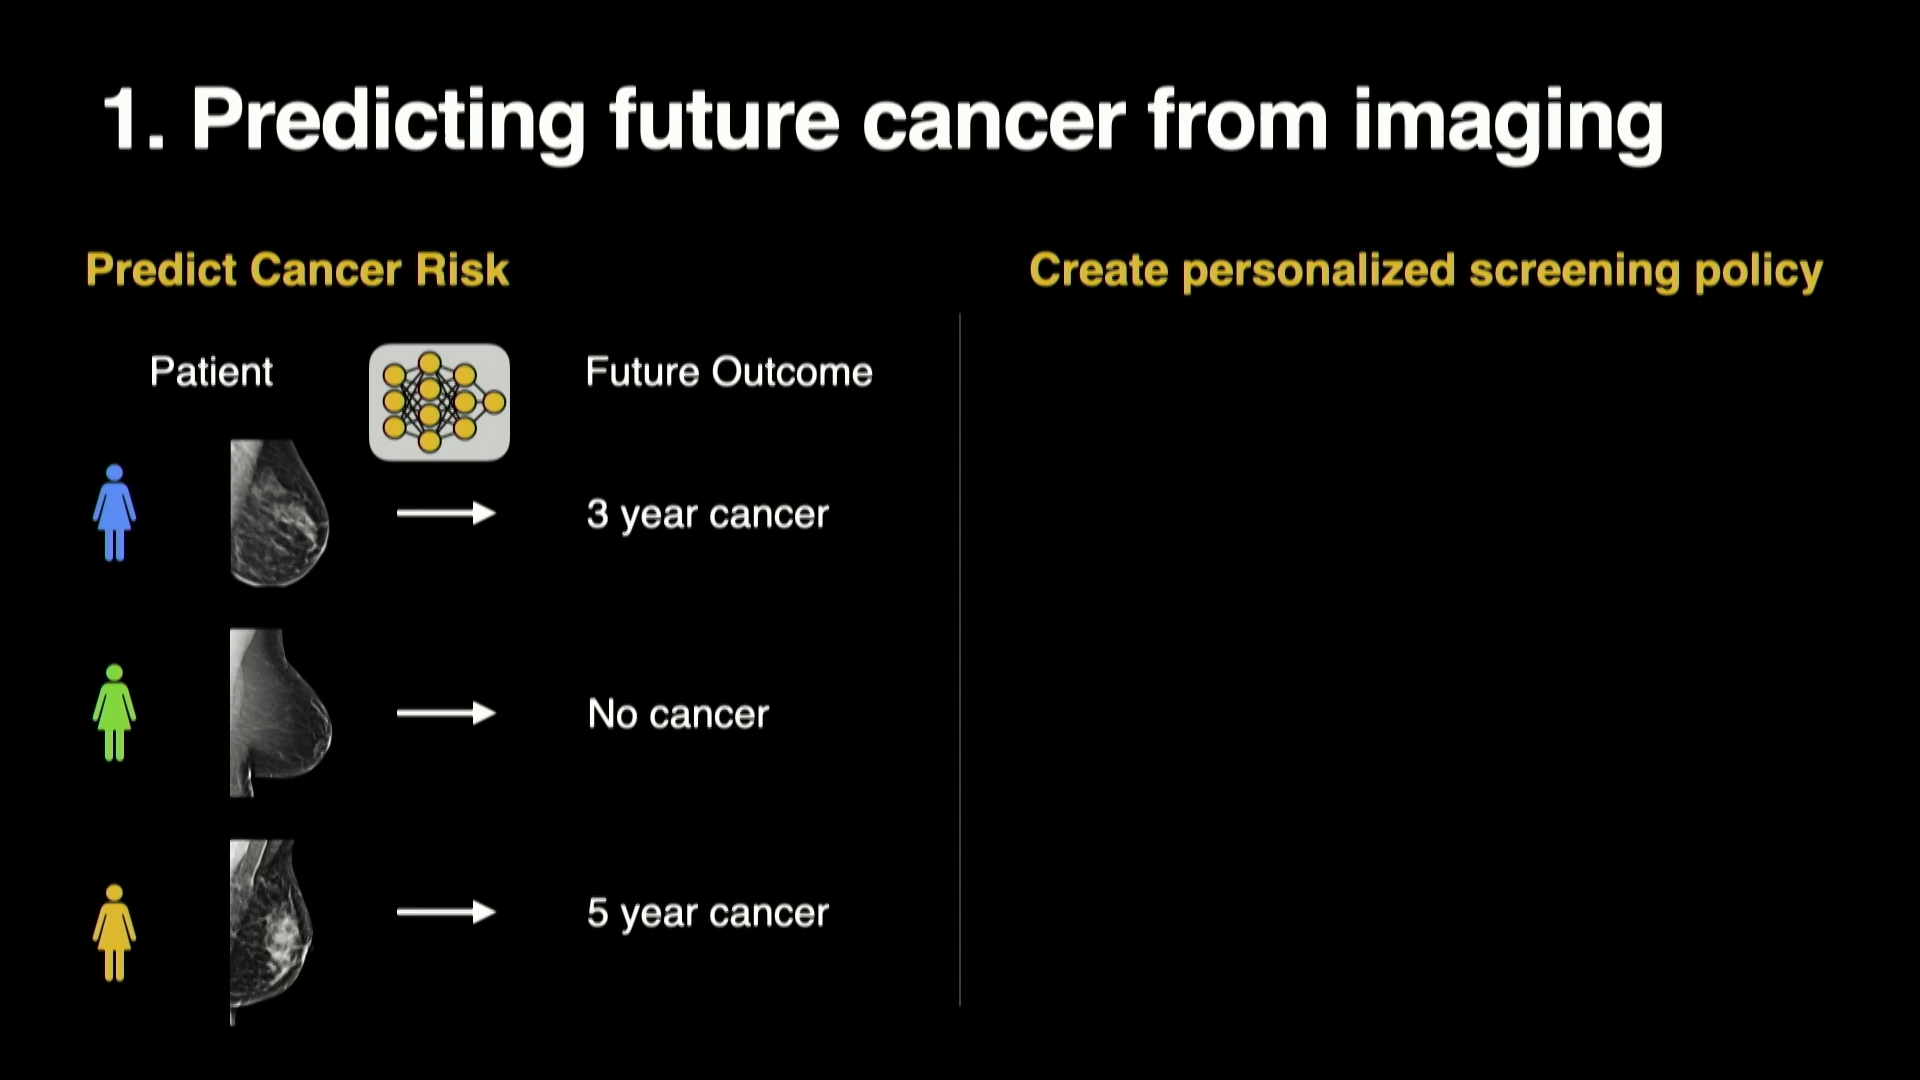 1. Predicting future cancer from imaging
Predict Cancer Risk
Patient
Future Outcome
3 year cancer
No cancer
5 year cancer
Create personalized screening policy